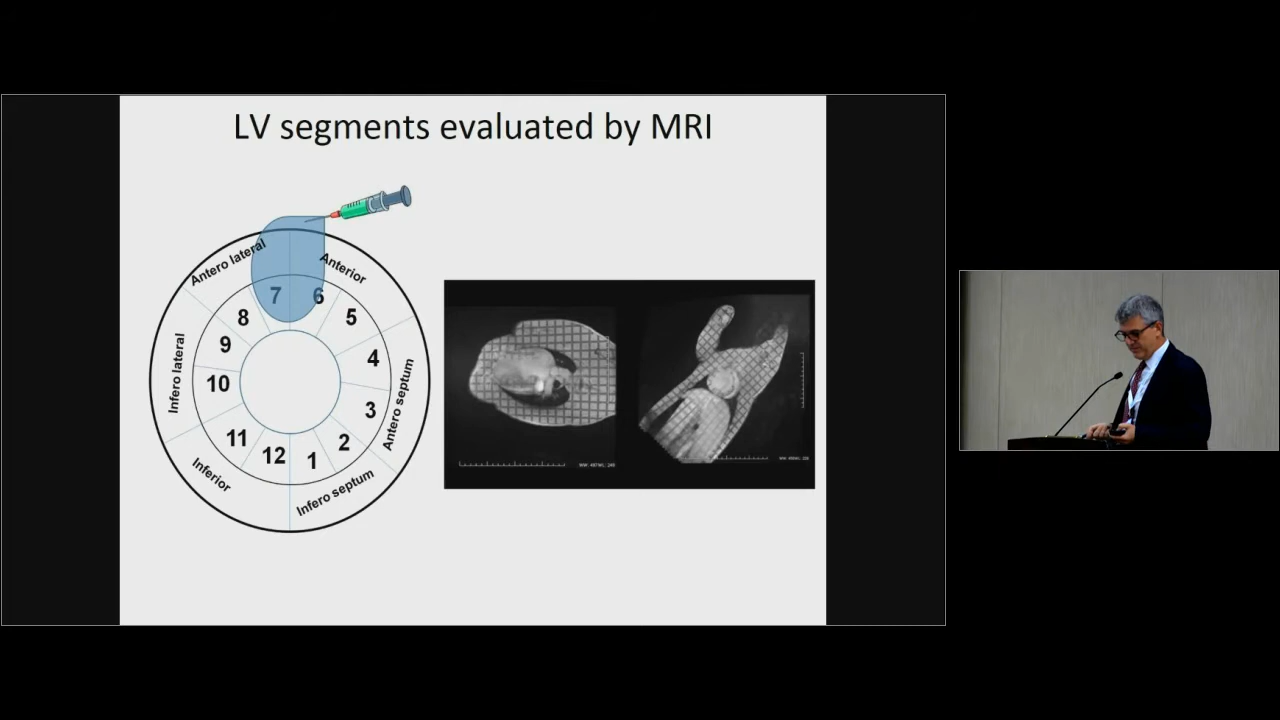 LV segments evaluated by MRI
Antero lateral
Anterior
7
6
8
5
9
4
Infero lateral
10
3
Antero septum
11
2
12
1
Inferior
Infero septum